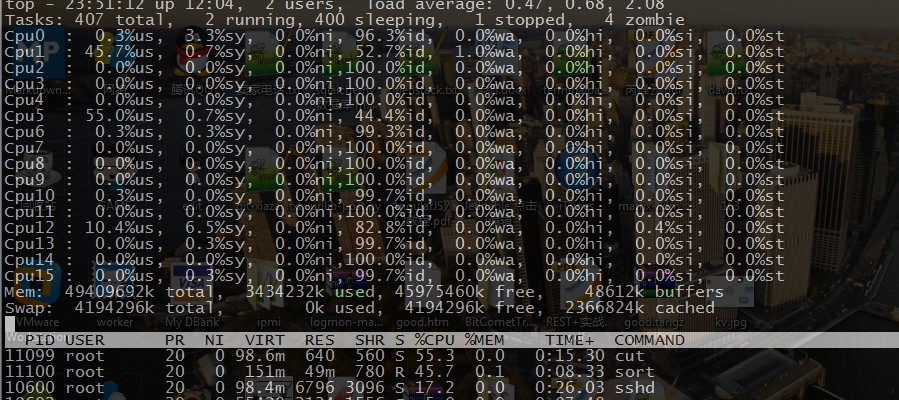 top - 23:51:12 up 12:04,  2 users,  load average: 0.47, 0.68, 2.08
Tasks: 407 total,   2 running, 400 sleeping,   1 stopped,   4 zombie
Cpu0  :  0.3%us,  3.3%sy,  0.0%ni, 96.3%id,  0.0%wa,  0.0%hi,  0.0%si,  0.0%st
Cpu1  : 45.7%us,  0.7%sy,  0.0%ni, 52.7%id,  1.0%wa,  0.0%hi,  0.0%si,  0.0%st
Cpu2  :  0.0%us,  0.0%sy,  0.0%ni,100.0%id,  0.0%wa,  0.0%hi,  0.0%si,  0.0%st
Cpu3  :  0.0%us,  0.0%sy,  0.0%ni,100.0%id,  0.0%wa,  0.0%hi,  0.0%si,  0.0%st
Cpu4  :  0.0%us,  0.0%sy,  0.0%ni,100.0%id,  0.0%wa,  0.0%hi,  0.0%si,  0.0%st
Cpu5  : 55.0%us,  0.7%sy,  0.0%ni, 44.4%id,  0.0%wa,  0.0%hi,  0.0%si,  0.0%st
Cpu6  :  0.3%us,  0.3%sy,  0.0%ni, 99.3%id,  0.0%wa,  0.0%hi,  0.0%si,  0.0%st
Cpu7  :  0.0%us,  0.0%sy,  0.0%ni,100.0%id,  0.0%wa,  0.0%hi,  0.0%si,  0.0%st
Cpu8  :  0.0%us,  0.0%sy,  0.0%ni,100.0%id,  0.0%wa,  0.0%hi,  0.0%si,  0.0%st
Cpu9  :  0.0%us,  0.0%sy,  0.0%ni,100.0%id,  0.0%wa,  0.0%hi,  0.0%si,  0.0%st
Cpu10 :  0.3%us,  0.0%sy,  0.0%ni, 99.7%id,  0.0%wa,  0.0%hi,  0.0%si,  0.0%st
Cpu11 :  0.0%us,  0.0%sy,  0.0%ni,100.0%id,  0.0%wa,  0.0%hi,  0.0%si,  0.0%st
Cpu12 : 10.4%us,  6.5%sy,  0.0%ni, 82.8%id,  0.0%wa,  0.0%hi,  0.4%si,  0.0%st
Cpu13 :  0.0%us,  0.3%sy,  0.0%ni, 99.7%id,  0.0%wa,  0.0%hi,  0.0%si,  0.0%st
Cpu14 :  0.0%us,  0.0%sy,  0.0%ni,100.0%id,  0.0%wa,  0.0%hi,  0.0%si,  0.0%st
Cpu15 :  0.0%us,  0.3%sy,  0.0%ni, 99.7%id,  0.0%wa,  0.0%hi,  0.0%si,  0.0%st
Mem:  49409692k total,  3434232k used, 45975460k free,    48612k buffers
Swap:  4194296k total,        0k used,  4194296k free,  2366824k cached
VMware worker My DBank ipmi logmon-ma... good.htm BitCometTr... REST+实战. good.tar.gz kv.jpg
PID USER      PR  NI  VIRT  RES  SHR S %CPU %MEM    TIME+  COMMAND
11099 root      20   0 98.6m  640  560 S 55.3  0.0   0:15.30 cut
11100 root      20   0  151m  49m  780 R 45.7  0.1   0:08.33 sort
10600 root      20   0 98.4m 6796 3096 S 17.2  0.0   0:26.03 sshd